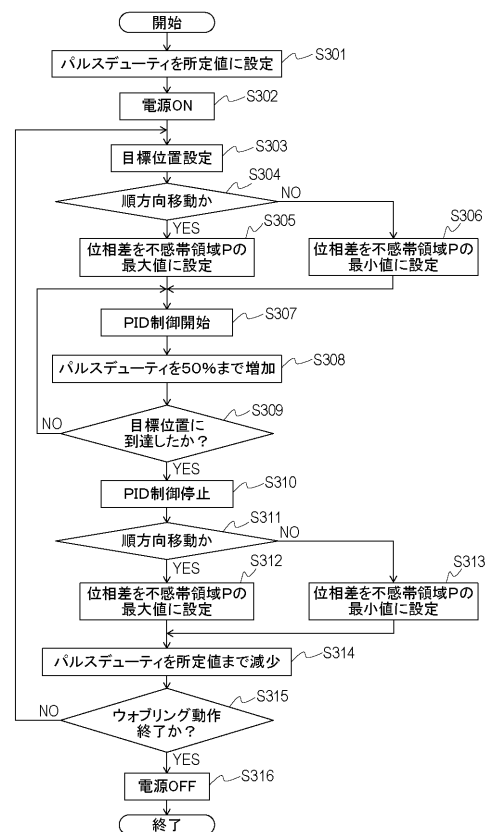 開始
パルスデューティを所定値に設定
S301
電源ON
S302
目標位置設定
S303
順方向移動か
S304
NO
YES
位相差を不感帯領域Pの
最大値に設定
S305
位相差を不感帯領域Pの
最小値に設定
S306
PID制御開始
S307
パルスデューティを50%まで増加
S308
目標位置に
到達したか?
S309
NO
YES
PID制御停止
S310
順方向移動か
S311
NO
YES
位相差を不感帯領域Pの
最大値に設定
S312
位相差を不感帯領域Pの
最小値に設定
S313
パルスデューティを所定値まで減少
S314
ウォブリング動作
終了か?
S315
NO
YES
電源OFF
S316
終了